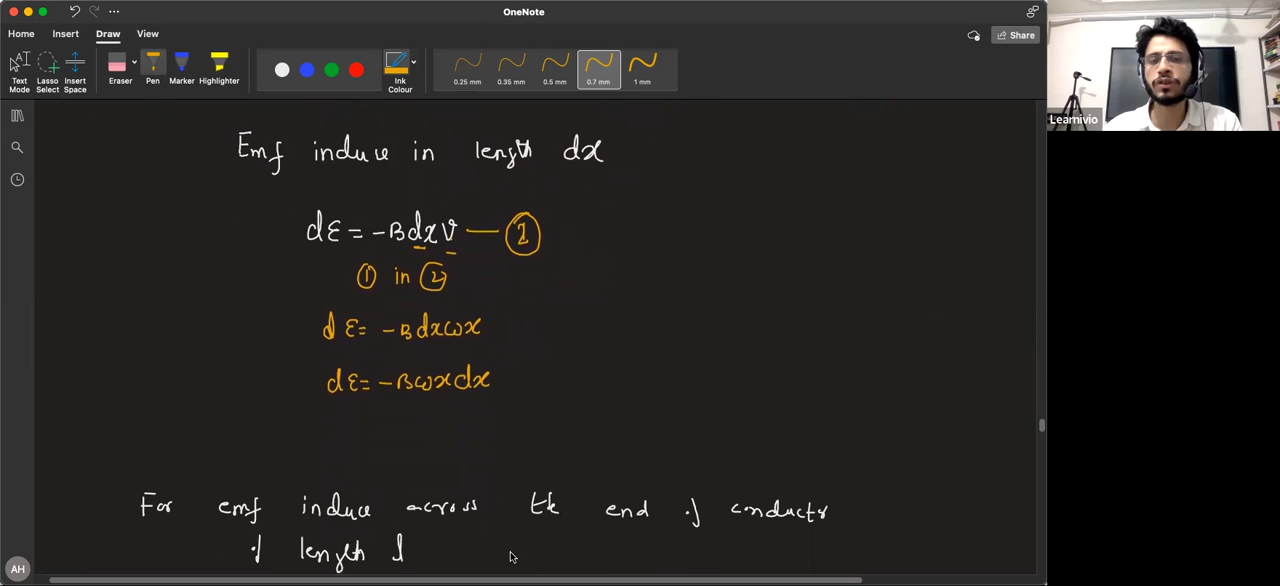 OneNote
Home Insert Draw View
Share
Text Mode
Lasso Select
Insert Space
Eraser
Pen
Marker
Highlighter
Ink Colour
0.25 mm
0.35 mm
0.5 mm
0.7 mm
1 mm
Learnivio
Emf induce in length dx
dε = -Bdxv — ②
① in ②
dε = -Bdxωx
dε = -Bωxdx
For emf induce across the end of conductor
of length l
AH